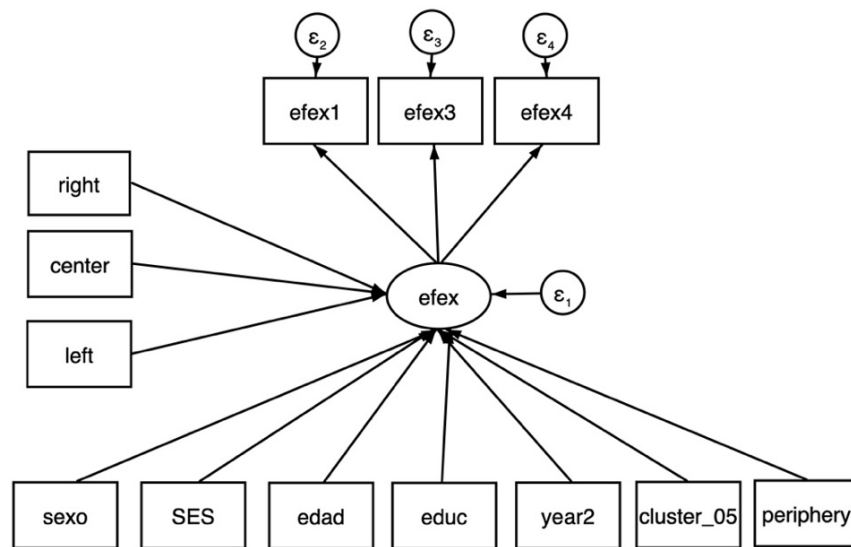 ε2 ε3 ε4
efex1 efex3 efex4
right
center
efex ε1
left
sexo SES edad educ year2 cluster_05 periphery